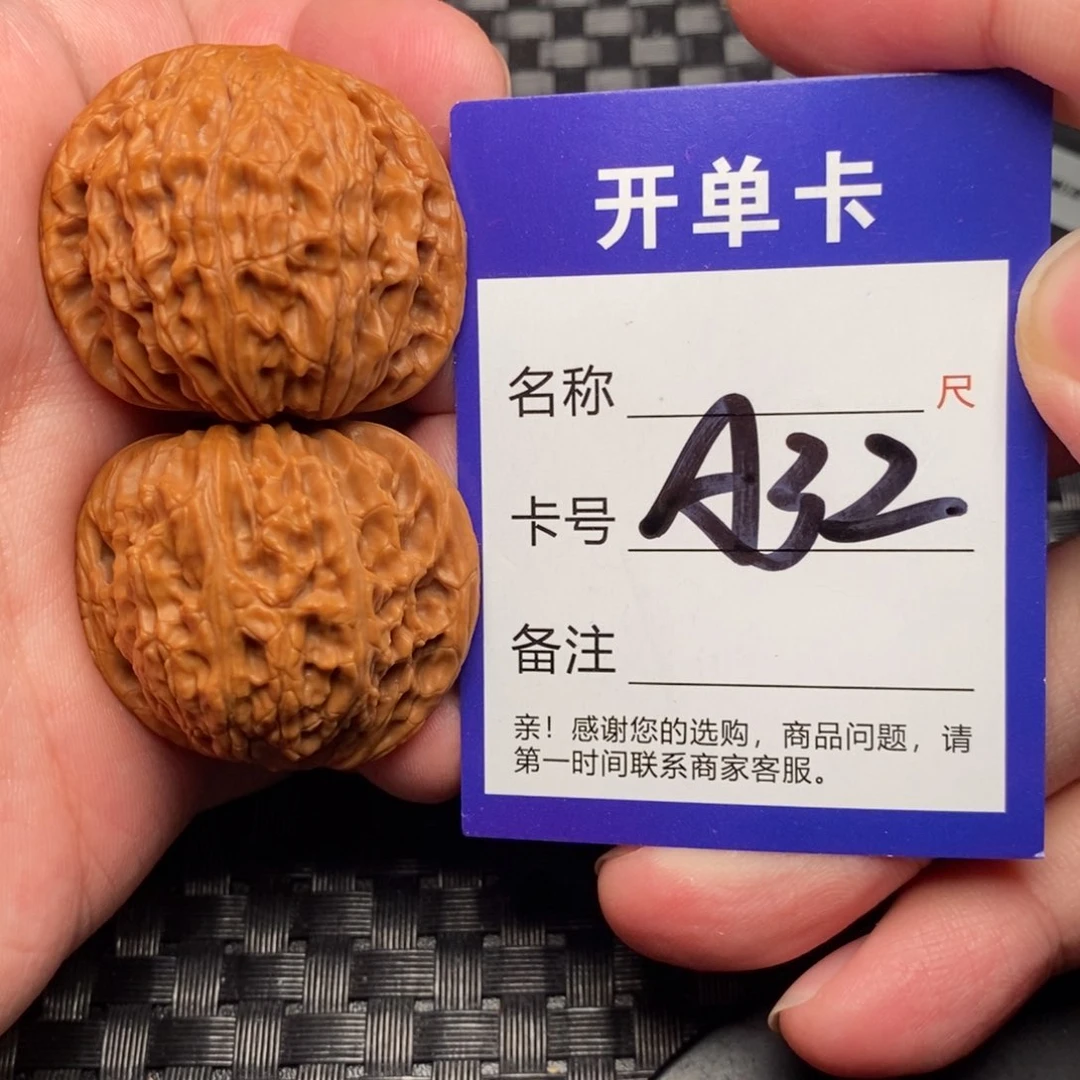 开单卡
名称 尺
卡号 A32
备注
亲！感谢您的选购，商品问题，请
第一时间联系商家客服。